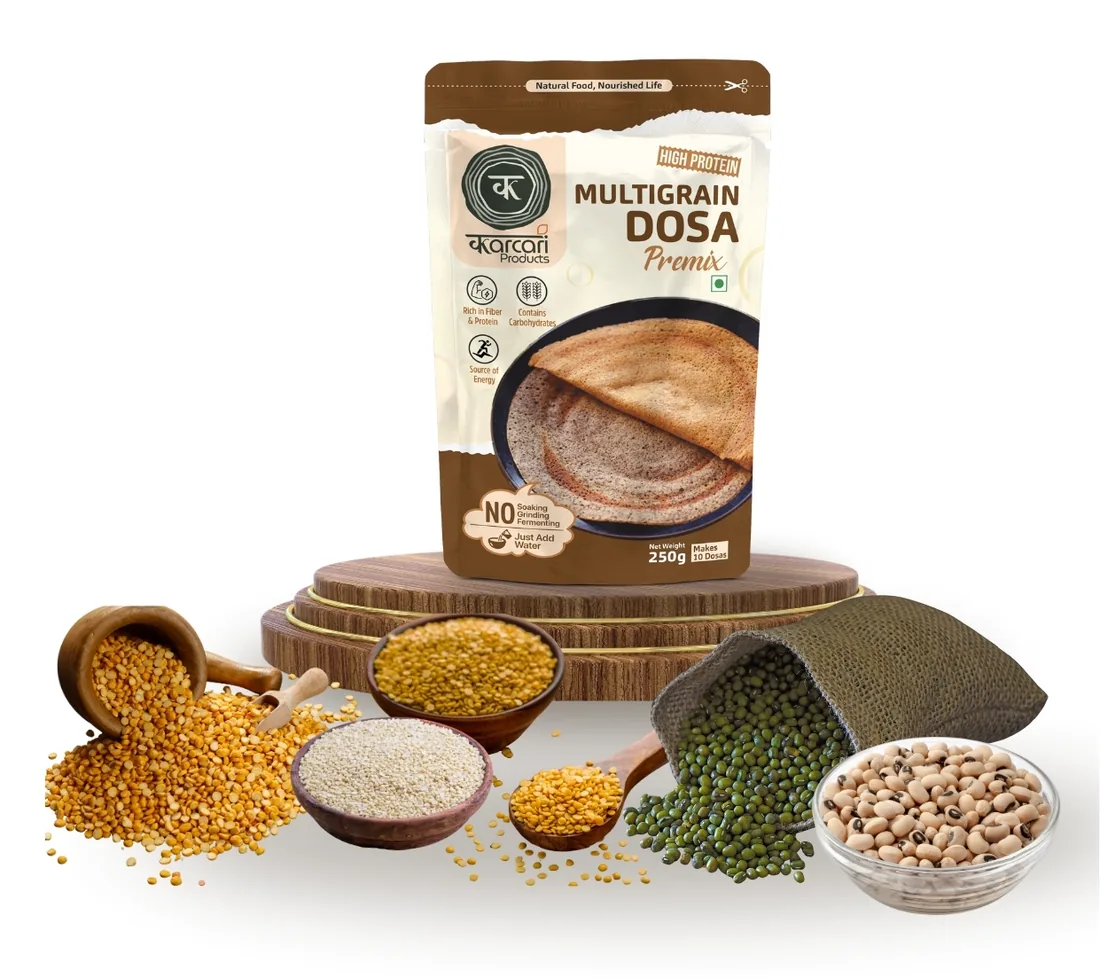 Natural Food, Nourished Life
HIGH PROTEIN
MULTIGRAIN
DOSA
Premix
क
कarcari
Products
Rich in Fiber
& Protein
Contains
Carbohydrates
Source of
Energy
NO
Soaking
Grinding
Fermenting
Just Add
Water
Net Weight
250g
Makes
10 Dosas